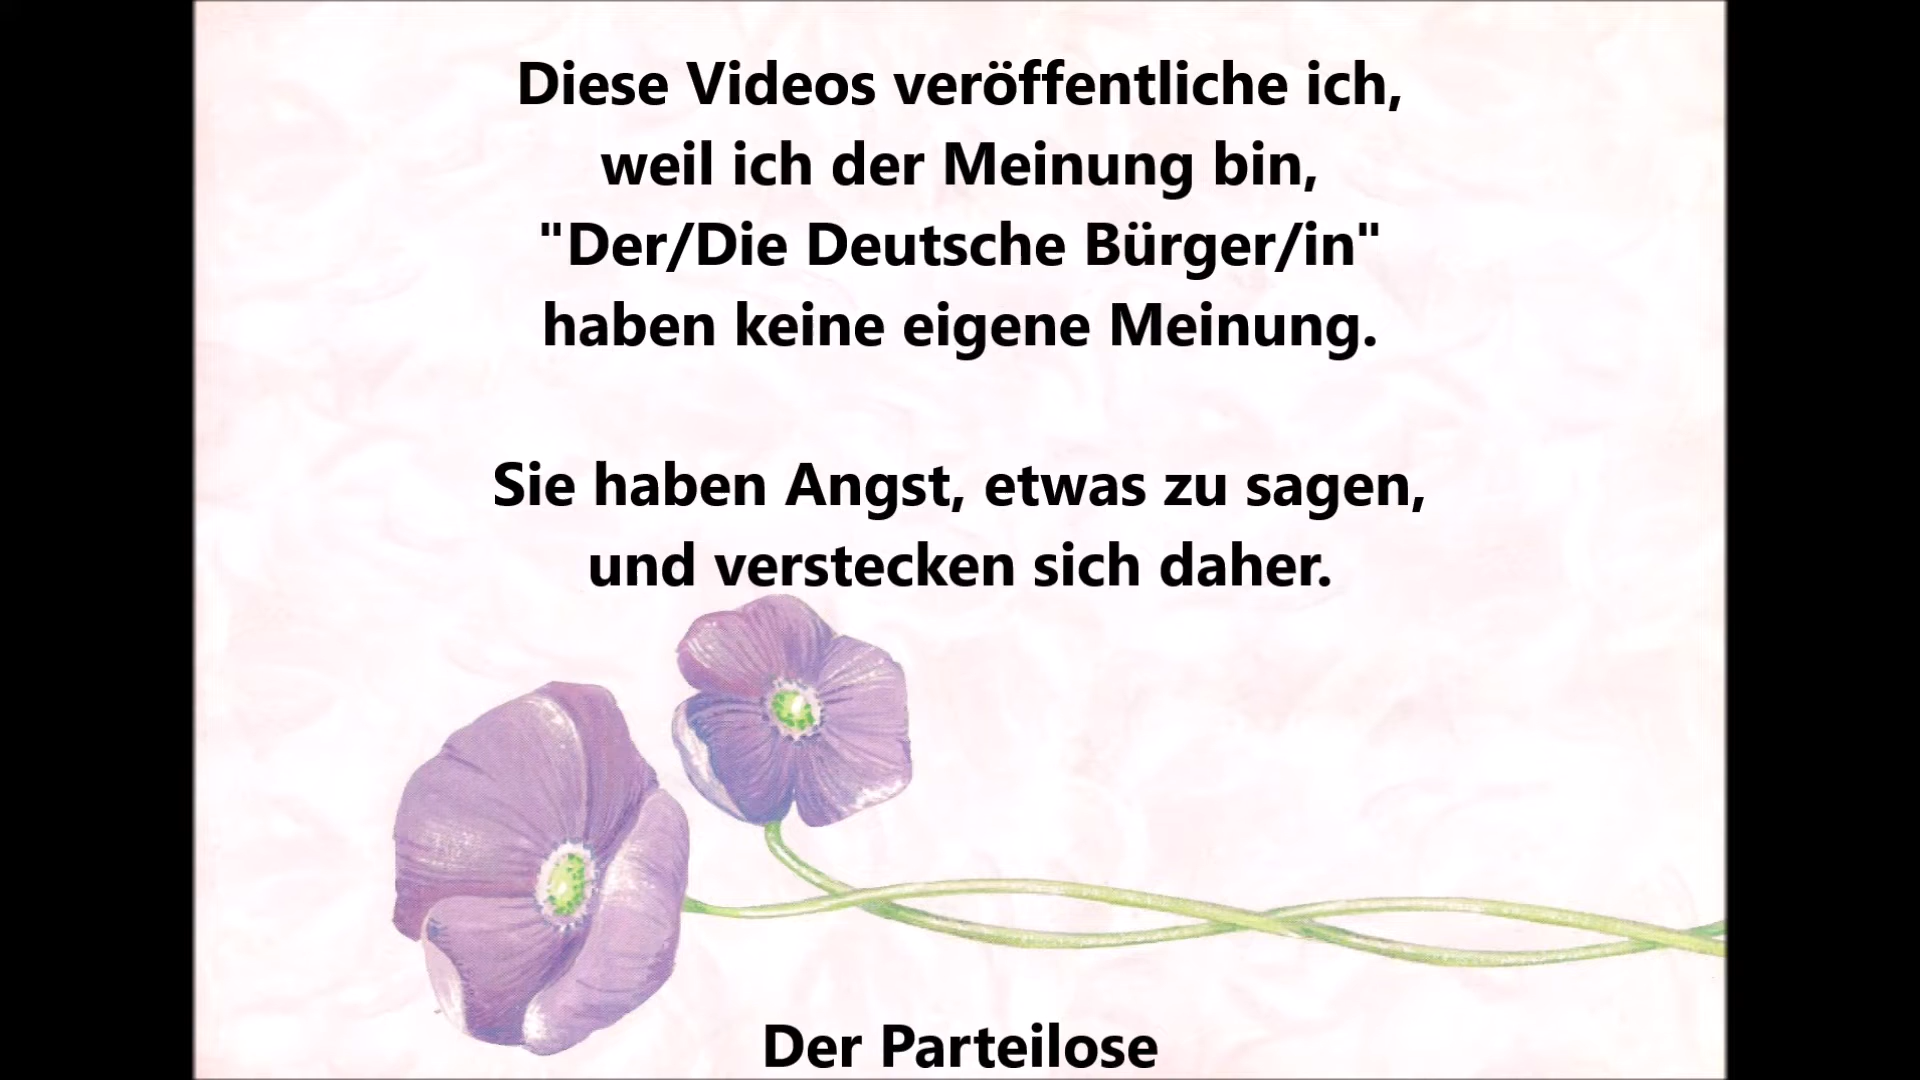 Diese Videos veröffentliche ich,
weil ich der Meinung bin,
"Der/Die Deutsche Bürger/in"
haben keine eigene Meinung.
Sie haben Angst, etwas zu sagen,
und verstecken sich daher.
Der Parteilose